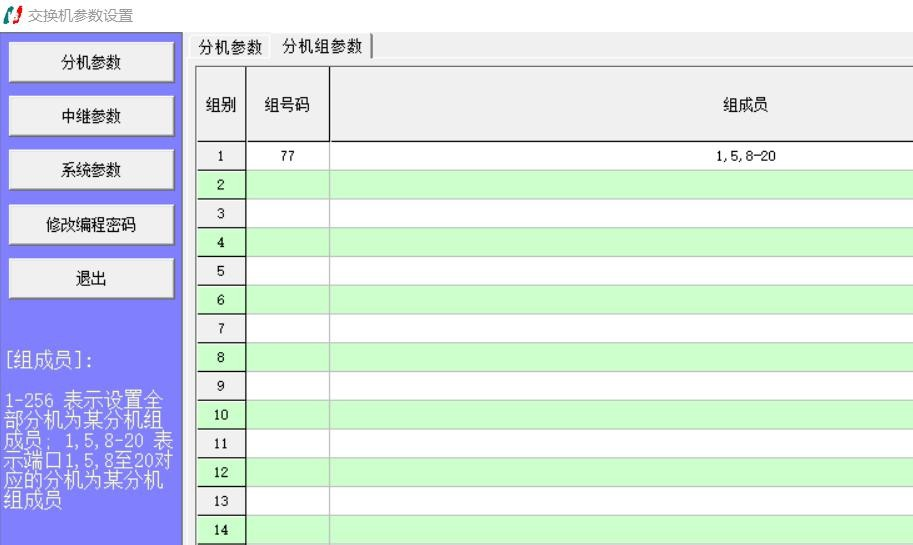 交换机参数设置
分机参数
中继参数
系统参数
修改编程密码
退出
[组成员]:
1-256 表示设置全
部分机为某分机组
成员; 1,5,8-20 表
示端口1,5,8至20对
应的分机为某分机
组成员
分机参数 分机组参数
组别 组号码 组成员
1 77 1,5,8-20
2
3
4
5
6
7
8
9
10
11
12
13
14